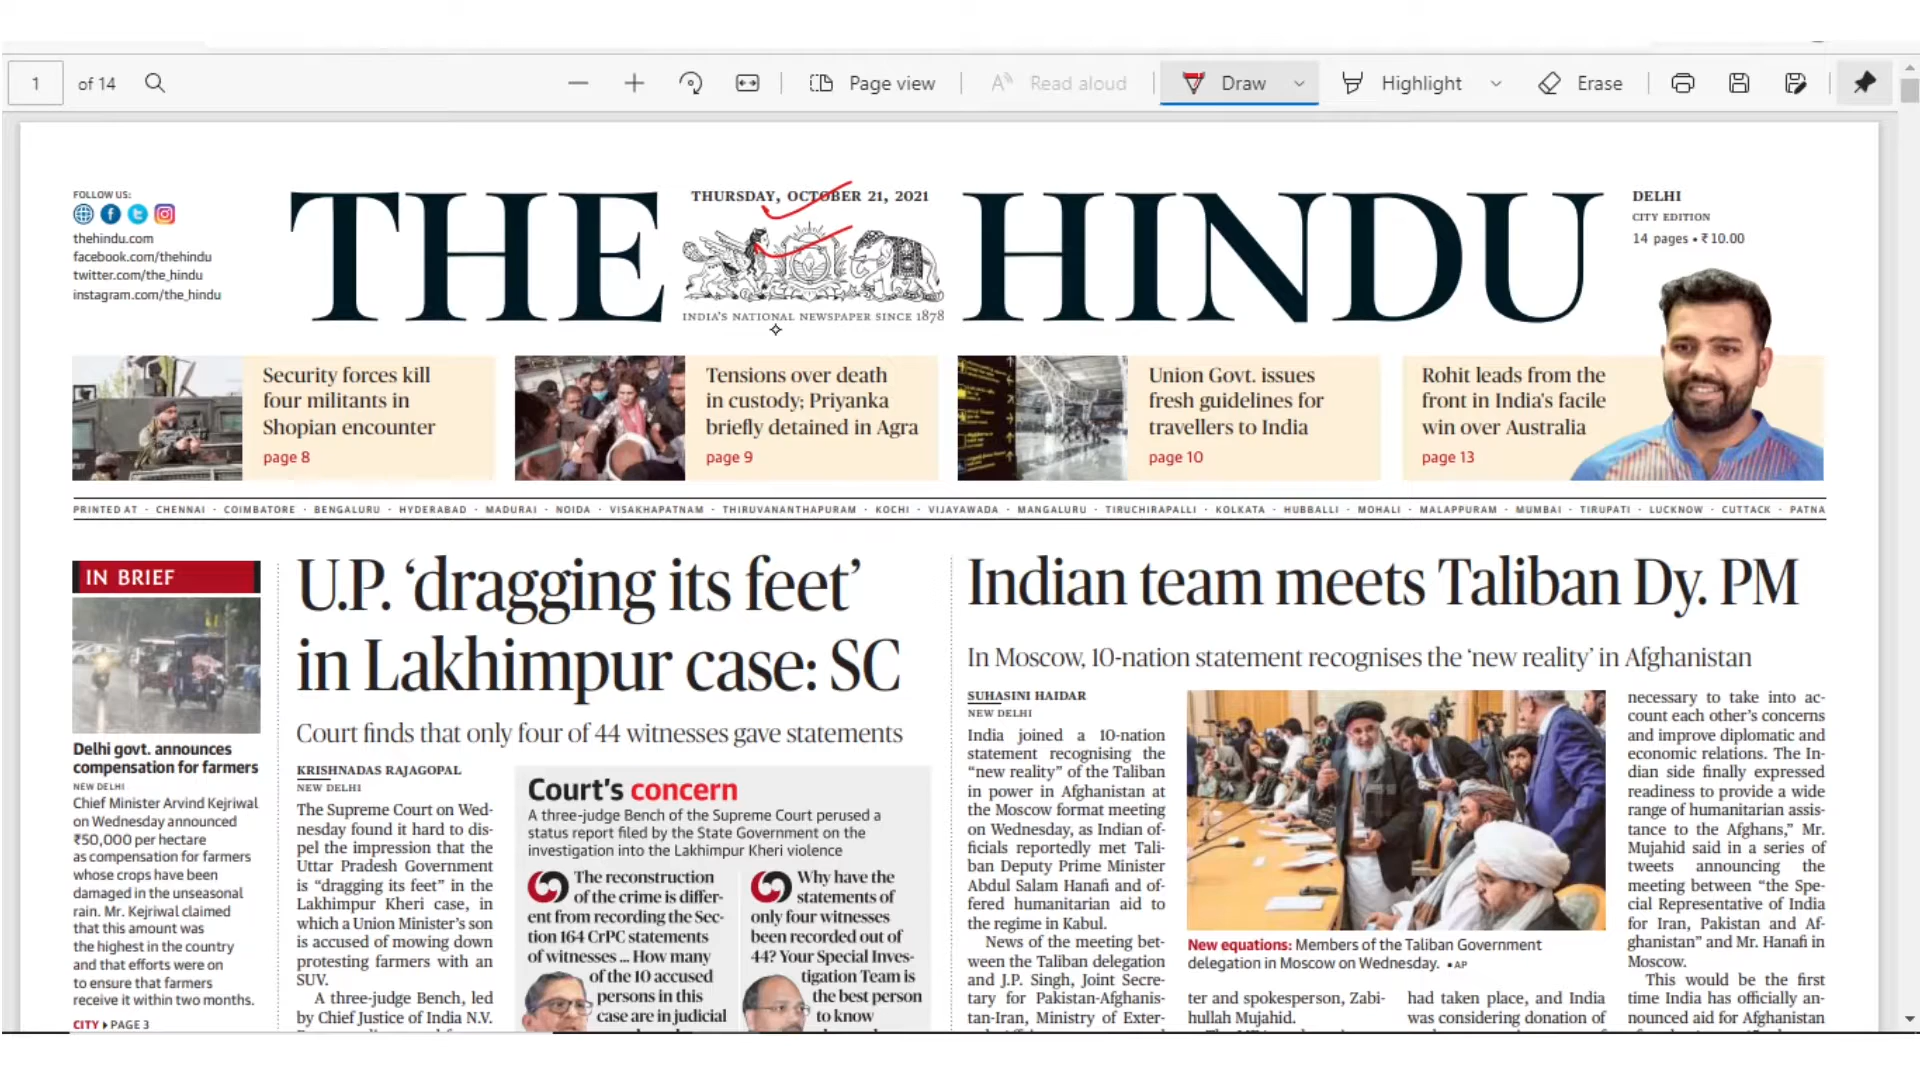 1 of 14 Page view Read aloud Draw Highlight Erase
FOLLOW US:
thehindu.com
facebook.com/thehindu
twitter.com/the_hindu
instagram.com/the_hindu
THE HINDU
THURSDAY, OCTOBER 21, 2021
INDIA'S NATIONAL NEWSPAPER SINCE 1878
DELHI
CITY EDITION
14 pages • ₹10.00
Security forces kill
four militants in
Shopian encounter
page 8
Tensions over death
in custody; Priyanka
briefly detained in Agra
page 9
Union Govt. issues
fresh guidelines for
travellers to India
page 10
Rohit leads from the
front in India's facile
win over Australia
page 13
PRINTED AT · CHENNAI · COIMBATORE · BENGALURU · HYDERABAD · MADURAI · NOIDA · VISAKHAPATNAM · THIRUVANANTHAPURAM · KOCHI · VIJAYAWADA · MANGALURU · TIRUCHIRAPALLI · KOLKATA · HUBBALLI · MOHALI · MALAPPURAM · MUMBAI · TIRUPATI · LUCKNOW · CUTTACK · PATNA
IN BRIEF
Delhi govt. announces
compensation for farmers
NEW DELHI
Chief Minister Arvind Kejriwal
on Wednesday announced
₹50,000 per hectare
as compensation for farmers
whose crops have been
damaged in the unseasonal
rain. Mr. Kejriwal claimed
that this amount was
the highest in the country
and that efforts were on
to ensure that farmers
receive it within two months.
CITY ▸ PAGE 3
U.P. ‘dragging its feet’
in Lakhimpur case: SC
Court finds that only four of 44 witnesses gave statements
KRISHNADAS RAJAGOPAL
NEW DELHI
The Supreme Court on Wed-
nesday found it hard to dis-
pel the impression that the
Uttar Pradesh Government
is “dragging its feet” in the
Lakhimpur Kheri case, in
which a Union Minister’s son
is accused of mowing down
protesting farmers with an
SUV.
A three-judge Bench, led
by Chief Justice of India N.V.
Court's concern
A three-judge Bench of the Supreme Court perused a
status report filed by the State Government on the
investigation into the Lakhimpur Kheri violence
The reconstruction
of the crime is differ-
ent from recording the Sec-
tion 164 CrPC statements
of witnesses ... How many
of the 10 accused
persons in this
case are in judicial
Why have the
statements of
only four witnesses
been recorded out of
44? Your Special Inves-
tigation Team is
the best person
to know
Indian team meets Taliban Dy. PM
In Moscow, 10-nation statement recognises the ‘new reality’ in Afghanistan
SUHASINI HAIDAR
NEW DELHI
India joined a 10-nation
statement recognising the
“new reality” of the Taliban
in power in Afghanistan at
the Moscow format meeting
on Wednesday, as Indian of-
ficials reportedly met Tali-
ban Deputy Prime Minister
Abdul Salam Hanafi and of-
fered humanitarian aid to
the regime in Kabul.
News of the meeting bet-
ween the Taliban delegation
and J.P. Singh, Joint Secre-
tary for Pakistan-Afghanis-
tan-Iran, Ministry of Exter-
New equations: Members of the Taliban Government
delegation in Moscow on Wednesday. • AP
ter and spokesperson, Zabi-
hullah Mujahid.
had taken place, and India
was considering donation of
necessary to take into ac-
count each other’s concerns
and improve diplomatic and
economic relations. The In-
dian side finally expressed
readiness to provide a wide
range of humanitarian assis-
tance to the Afghans,” Mr.
Mujahid said in a series of
tweets announcing the
meeting between “the Spe-
cial Representative of India
for Iran, Pakistan and Af-
ghanistan” and Mr. Hanafi in
Moscow.
This would be the first
time India has officially an-
nounced aid for Afghanistan